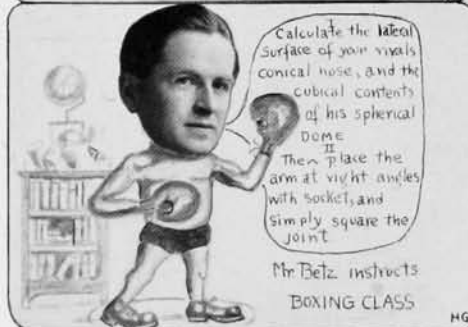 Calculate the lateral
Surface of your rivals
conical nose, and the
cubical contents
of his spherical
DOME
II
Then place the
arm at right angles
with socket, and
simply square the
joint
Mr. Betz instructs
BOXING CLASS
HG